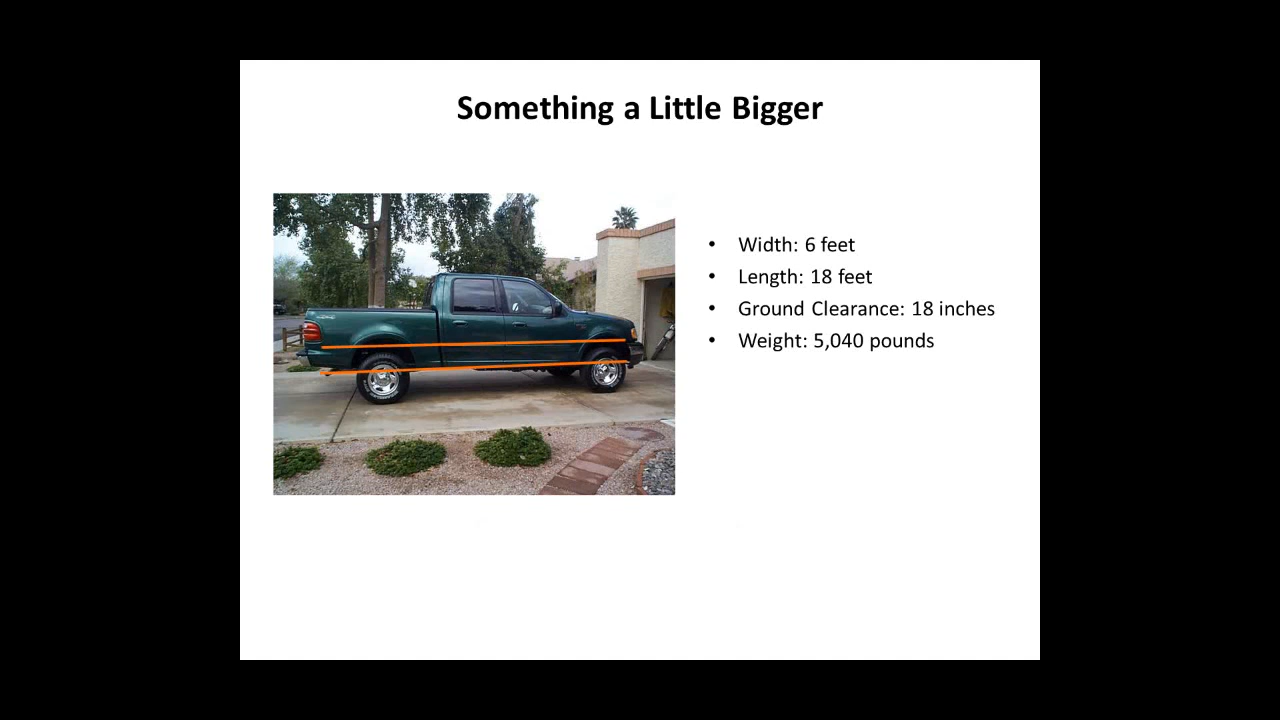 Something a Little Bigger
• Width: 6 feet
• Length: 18 feet
• Ground Clearance: 18 inches
• Weight: 5,040 pounds